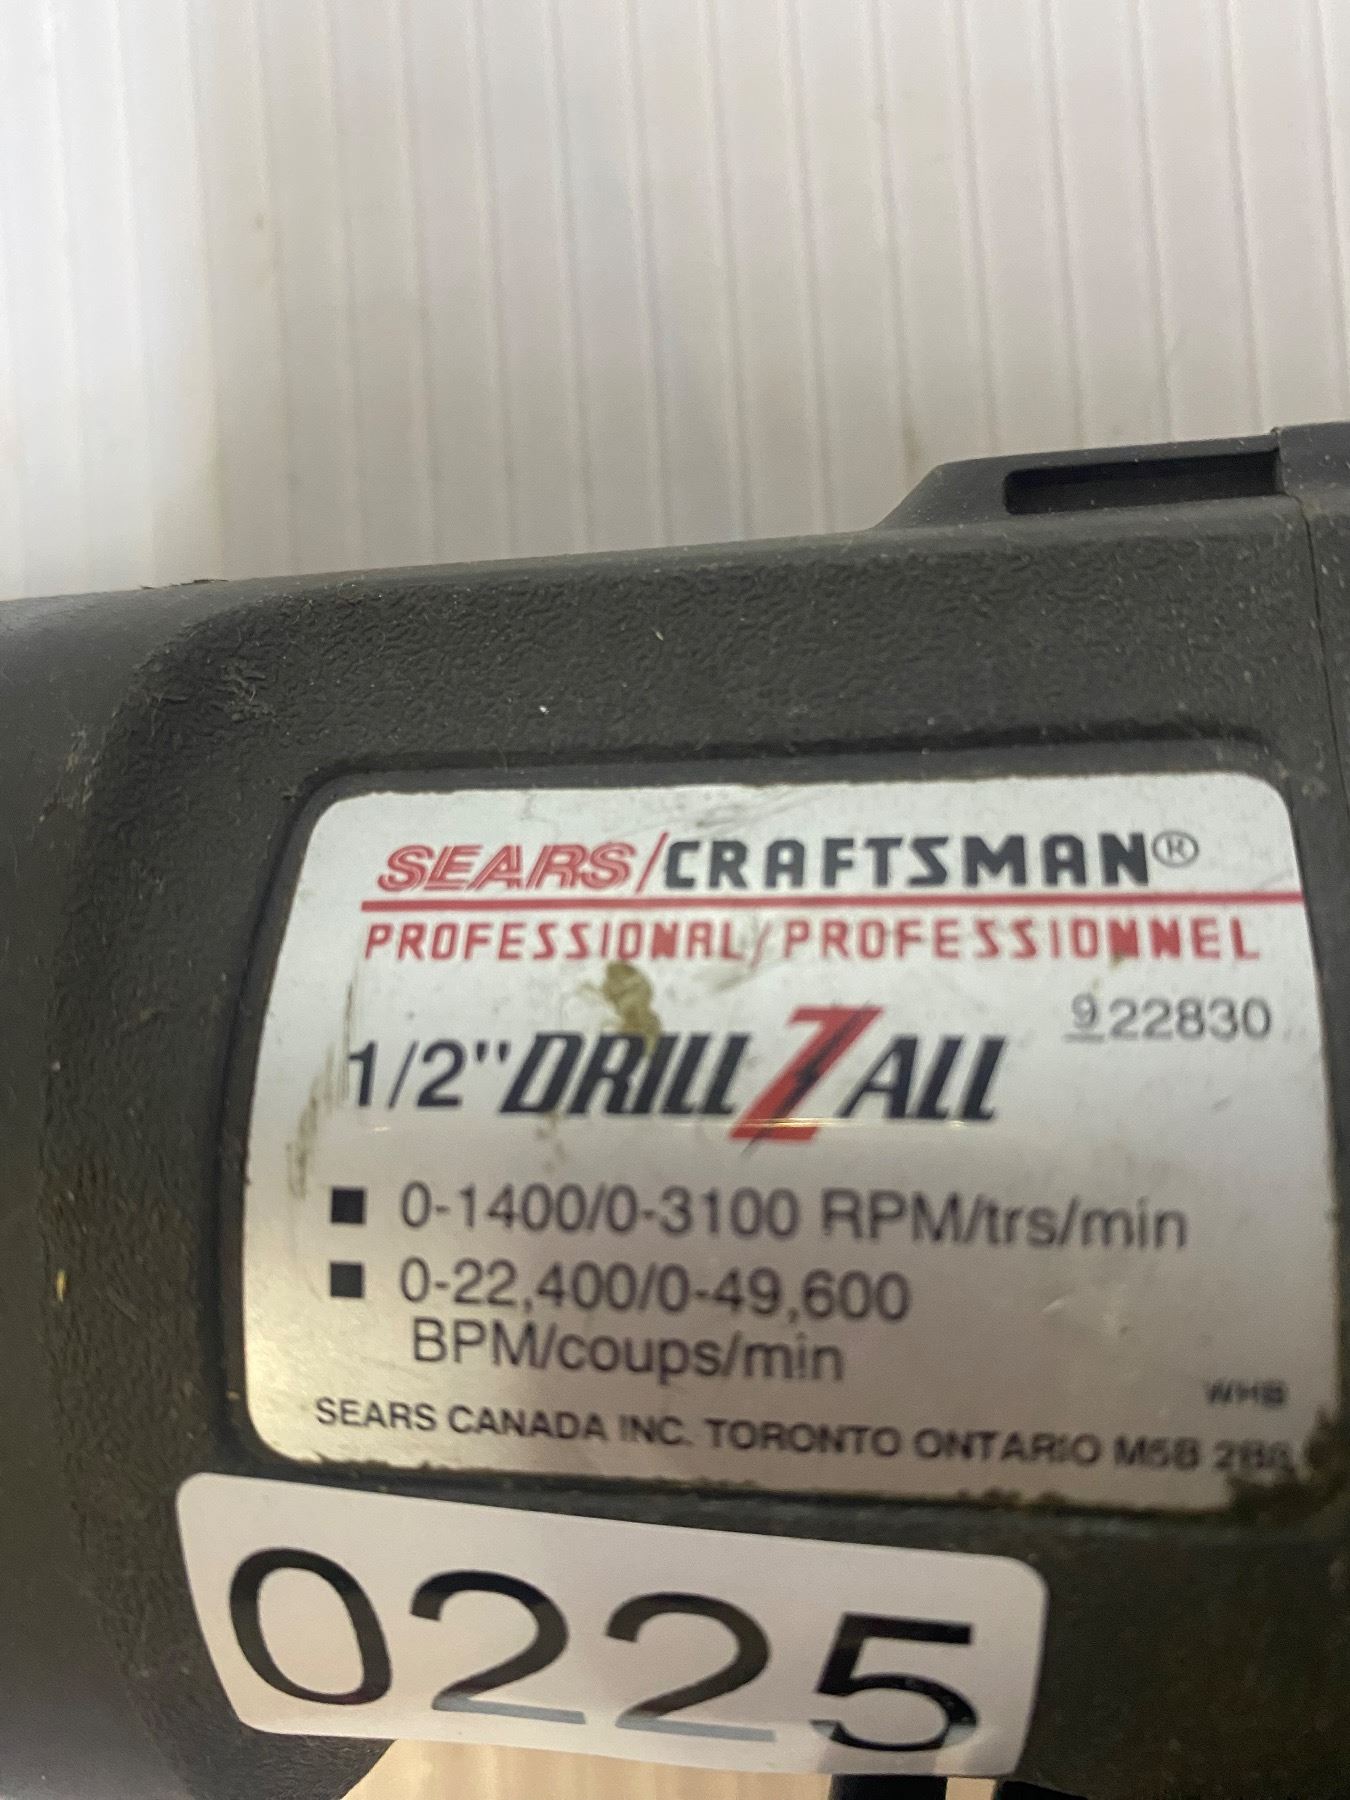 SEARS/CRAFTSMAN®
PROFESSIONAL/PROFESSIONNEL
922830
1/2" DRILL Z ALL
■ 0-1400/0-3100 RPM/trs/min
■ 0-22,400/0-49,600
BPM/coups/min
WHB
SEARS CANADA INC. TORONTO ONTARIO M5B
0225